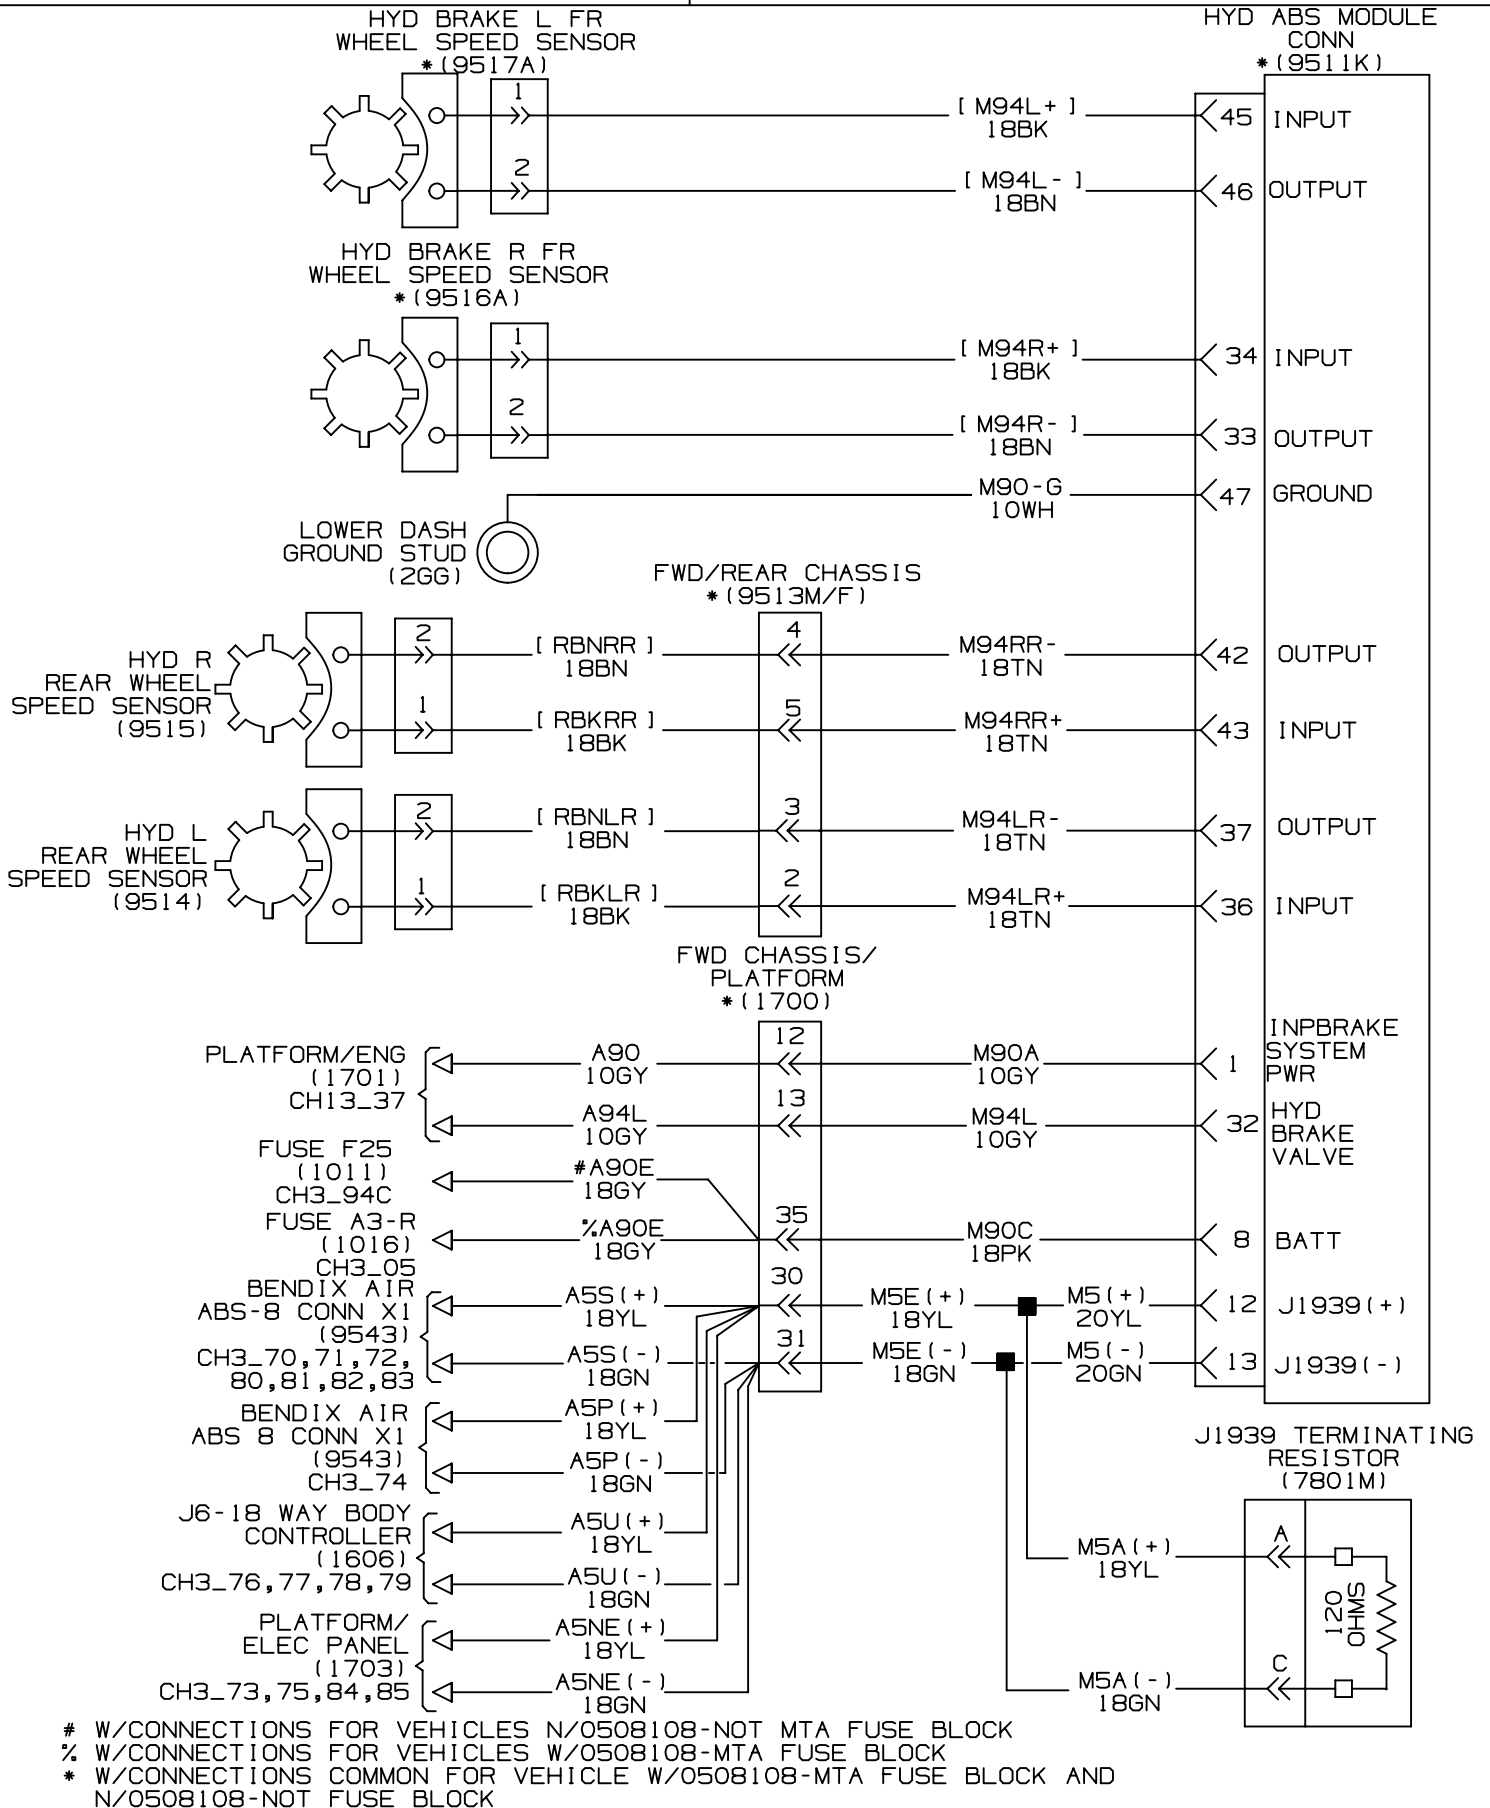 HYD BRAKE L FR
WHEEL SPEED SENSOR
*(9517A)
1
2
[ M94L+ ]
18BK
[ M94L- ]
18BN
HYD ABS MODULE
CONN
*(9511K)
45 INPUT
46 OUTPUT
HYD BRAKE R FR
WHEEL SPEED SENSOR
*(9516A)
1
2
[ M94R+ ]
18BK
[ M94R- ]
18BN
34 INPUT
33 OUTPUT
M90-G
10WH
47 GROUND
LOWER DASH
GROUND STUD
(2GG)
FWD/REAR CHASSIS
*(9513M/F)
HYD R
REAR WHEEL
SPEED SENSOR
(9515)
2
1
[ RBNRR ]
18BN
[ RBKRR ]
18BK
4
5
M94RR-
18TN
M94RR+
18TN
42 OUTPUT
43 INPUT
HYD L
REAR WHEEL
SPEED SENSOR
(9514)
2
1
[ RBNLR ]
18BN
[ RBKLR ]
18BK
3
2
M94LR-
18TN
M94LR+
18TN
37 OUTPUT
36 INPUT
FWD CHASSIS/
PLATFORM
*(1700)
PLATFORM/ENG
(1701)
CH13_37
A90
10GY
A94L
10GY
12
13
M90A
10GY
M94L
10GY
1
INPBRAKE
SYSTEM
PWR
32
HYD
BRAKE
VALVE
FUSE F25
(1011)
CH3_94C
#A90E
18GY
FUSE A3-R
(1016)
CH3_05
%A90E
18GY
35
M90C
18PK
8 BATT
BENDIX AIR
ABS-8 CONN X1
(9543)
CH3_70,71,72,
80,81,82,83
A5S(+)
18YL
A5S(-)
18GN
30
31
M5E(+)
18YL
M5E(-)
18GN
M5(+)
20YL
M5(-)
20GN
12 J1939(+)
13 J1939(-)
BENDIX AIR
ABS 8 CONN X1
(9543)
CH3_74
A5P(+)
18YL
A5P(-)
18GN
J6-18 WAY BODY
CONTROLLER
(1606)
CH3_76,77,78,79
A5U(+)
18YL
A5U(-)
18GN
PLATFORM/
ELEC PANEL
(1703)
CH3_73,75,84,85
A5NE(+)
18YL
A5NE(-)
18GN
J1939 TERMINATING
RESISTOR
(7801M)
M5A(+)
18YL
M5A(-)
18GN
A
C
120
OHMS
# W/CONNECTIONS FOR VEHICLES N/0508108-NOT MTA FUSE BLOCK
% W/CONNECTIONS FOR VEHICLES W/0508108-MTA FUSE BLOCK
* W/CONNECTIONS COMMON FOR VEHICLE W/0508108-MTA FUSE BLOCK AND
N/0508108-NOT FUSE BLOCK